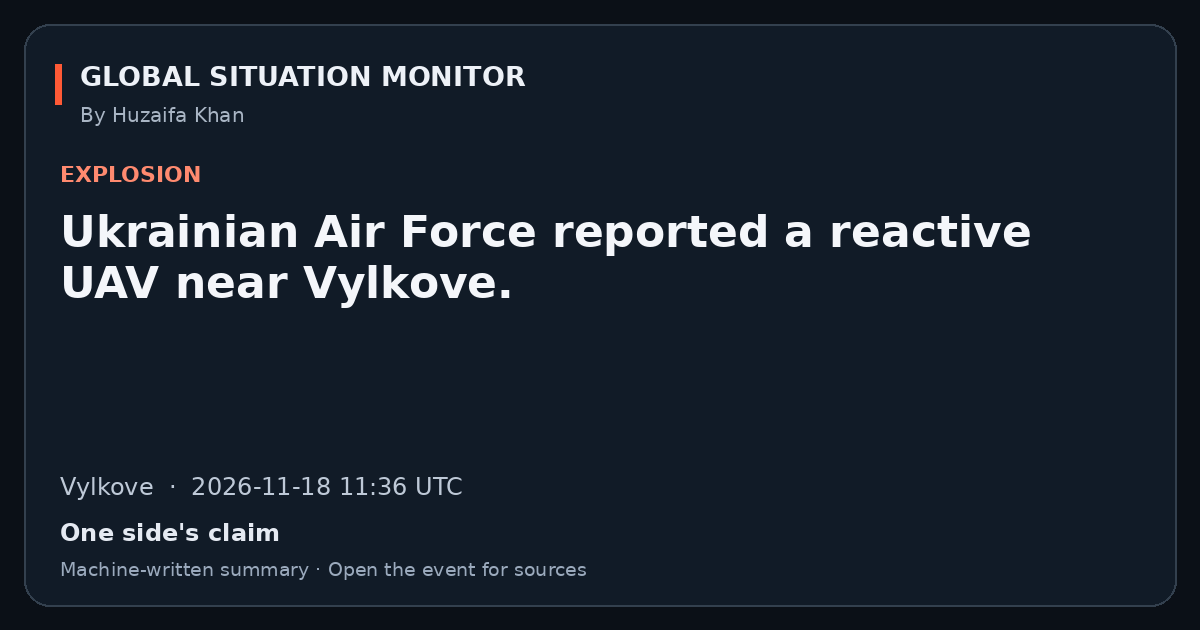 GLOBAL SITUATION MONITOR
By Huzaifa Khan
EXPLOSION
Ukrainian Air Force reported a reactive
UAV near Vylkove.
Vylkove · 2026-11-18 11:36 UTC
One side's claim
Machine-written summary · Open the event for sources